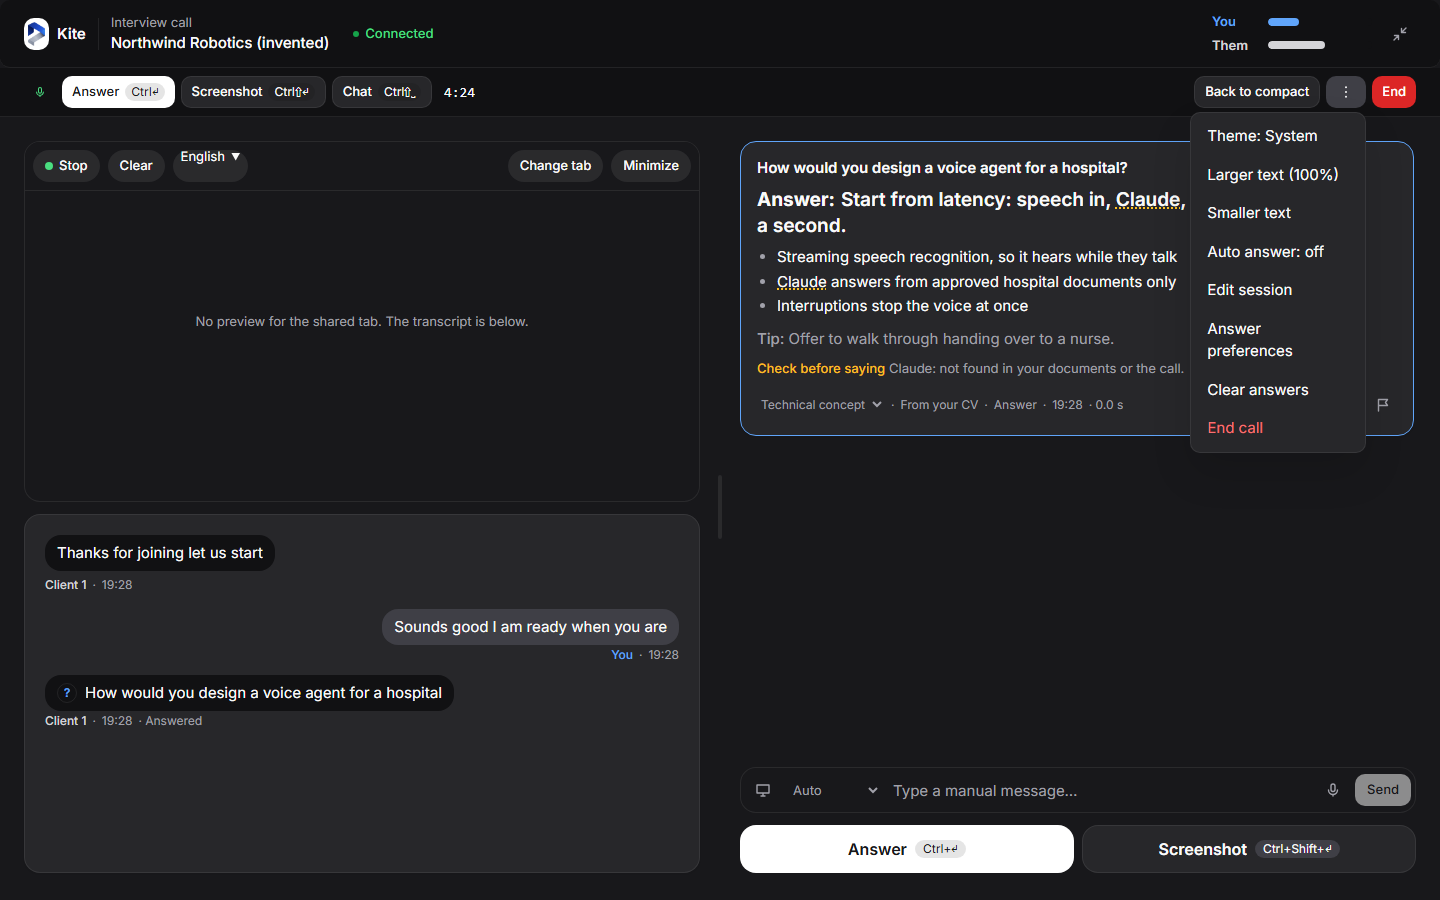 Kite
Interview call
Northwind Robotics (invented)
Connected
You
Them
Answer Ctrl↵
Screenshot Ctrl⇧↵
Chat Ctrl⇧⎵
4:24
Back to compact
⋮
End
Stop
Clear
English ▼
Change tab
Minimize
No preview for the shared tab. The transcript is below.
Thanks for joining let us start
Client 1 · 19:28
Sounds good I am ready when you are
You · 19:28
? How would you design a voice agent for a hospital
Client 1 · 19:28 · Answered
How would you design a voice agent for a hospital?
Answer: Start from latency: speech in, Claude,
a second.
• Streaming speech recognition, so it hears while they talk
• Claude answers from approved hospital documents only
• Interruptions stop the voice at once
Tip: Offer to walk through handing over to a nurse.
Check before saying Claude: not found in your documents or the call.
Technical concept · From your CV · Answer · 19:28 · 0.0 s
Theme: System
Larger text (100%)
Smaller text
Auto answer: off
Edit session
Answer
preferences
Clear answers
End call
Auto
Type a manual message...
Send
Answer Ctrl+↵
Screenshot Ctrl+Shift+↵